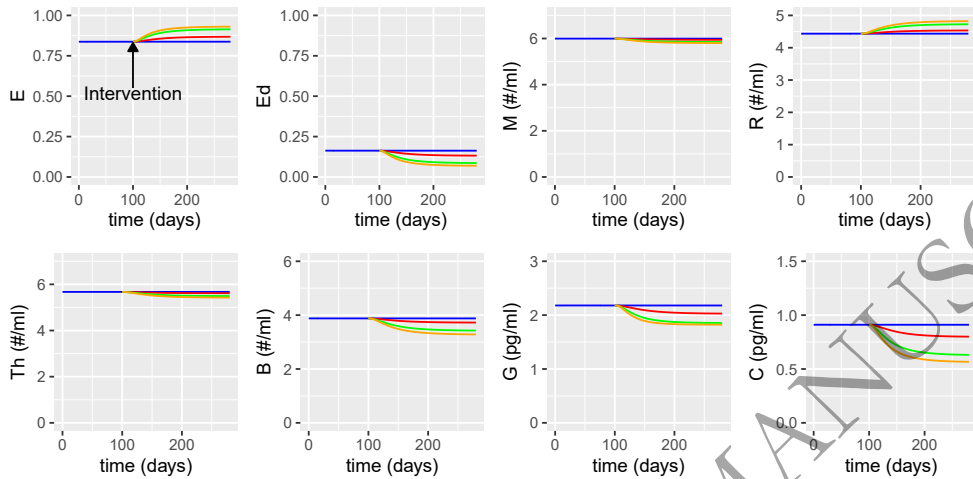 E
1.00
0.75
0.50
0.25
0.00
Intervention
0 100 200
time (days)
Ed
1.00
0.75
0.50
0.25
0.00
0 100 200
time (days)
M (#/ml)
6
4
2
0
0 100 200
time (days)
R (#/ml)
5
4
3
2
1
0
0 100 200
time (days)
Th (#/ml)
6
4
2
0
0 100 200
time (days)
B (#/ml)
6
4
2
0
0 100 200
time (days)
G (pg/ml)
3
2
1
0
0 100 200
time (days)
C (pg/ml)
1.5
1.0
0.5
0.0
0 100 200
time (days)
MANUSC